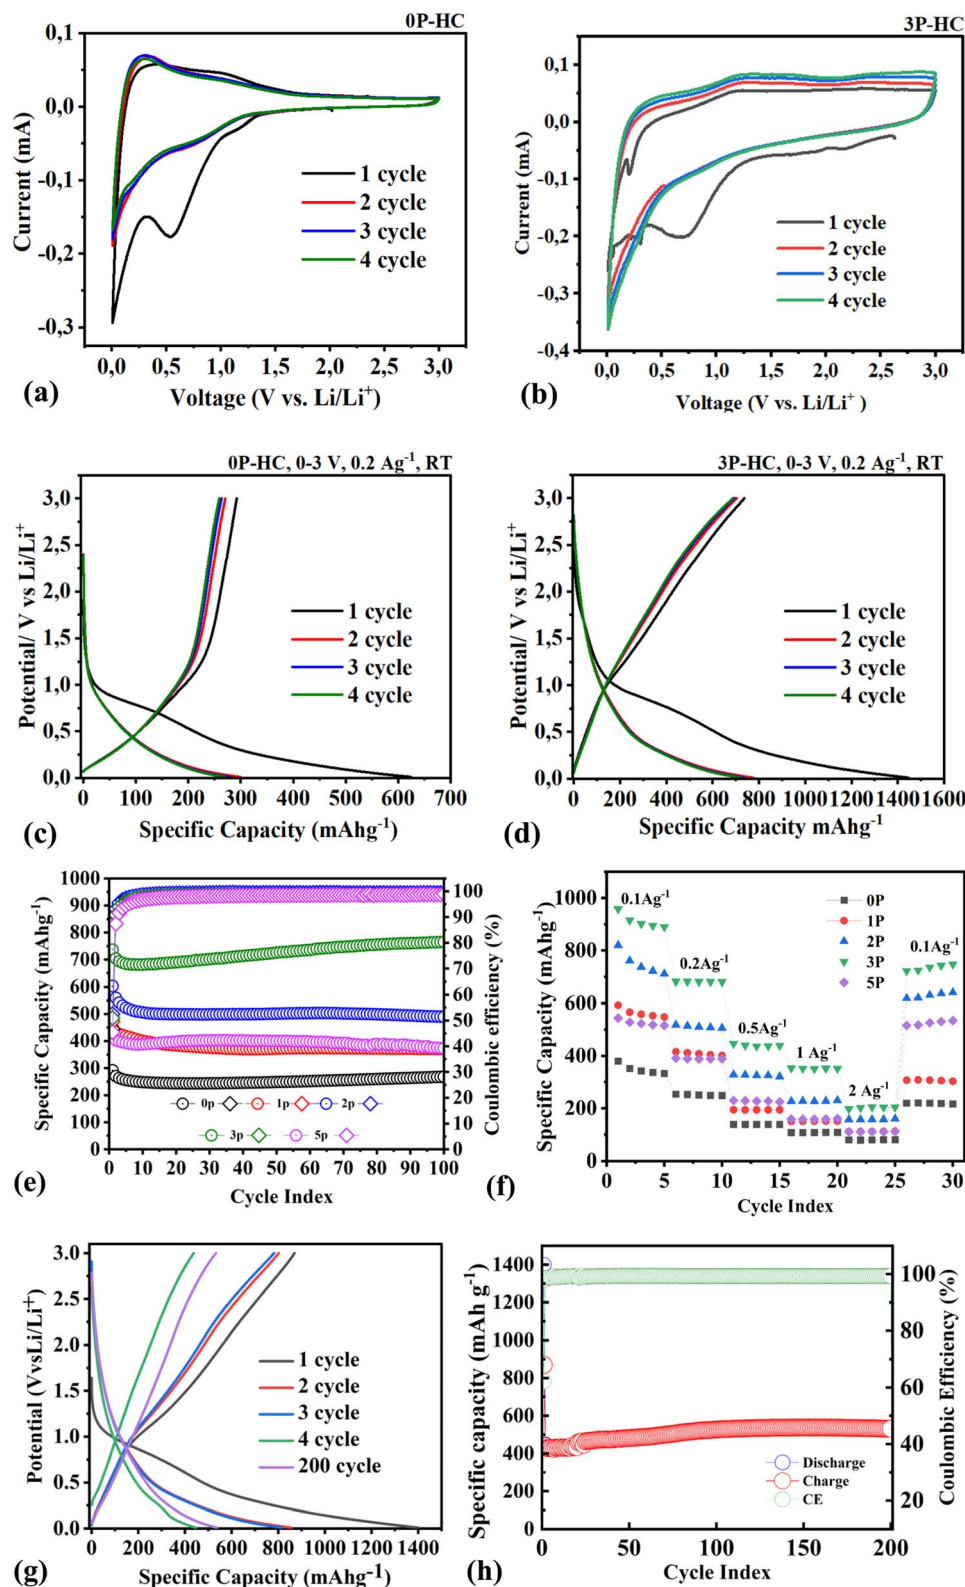 0P-HC
0,1
0,0
-0,1
-0,2
-0,3
Current (mA)
1 cycle
2 cycle
3 cycle
4 cycle
0,0 0,5 1,0 1,5 2,0 2,5 3,0
Voltage (V vs. Li/Li+)
(a)
3P-HC
0,1
0,0
-0,1
-0,2
-0,3
-0,4
Current (mA)
1 cycle
2 cycle
3 cycle
4 cycle
0,0 0,5 1,0 1,5 2,0 2,5 3,0
Voltage (V vs. Li/Li+ )
(b)
0P-HC, 0-3 V, 0.2 Ag-1, RT
3,0
2,5
2,0
1,5
1,0
0,5
0,0
Potential/ V vs Li/Li+
1 cycle
2 cycle
3 cycle
4 cycle
0 100 200 300 400 500 600 700
Specific Capacity (mAhg-1)
(c)
3P-HC, 0-3 V, 0.2 Ag-1, RT
3,0
2,5
2,0
1,5
1,0
0,5
0,0
Potential/ V vs Li/Li+
1 cycle
2 cycle
3 cycle
4 cycle
0 200 400 600 800 1000 1200 1400 1600
Specific Capacity mAhg-1
(d)
1000
900
800
700
600
500
400
300
200
100
0
Specific Capacity (mAhg-1)
100
90
80
70
60
50
40
30
20
10
0
Coulombic efficiency (%)
0p 1p 2p
3p 5p
0 10 20 30 40 50 60 70 80 90 100
Cycle Index
(e)
1000
800
600
400
200
0
Specific Capacity (mAhg-1)
0.1Ag-1
0.2Ag-1
0.5Ag-1
1 Ag-1
2 Ag-1
0.1Ag-1
0P
1P
2P
3P
5P
0 5 10 15 20 25 30
Cycle Index
(f)
3.0
2.5
2.0
1.5
1.0
0.5
0.0
Potential (VvsLi/Li+)
1 cycle
2 cycle
3 cycle
4 cycle
200 cycle
0 200 400 600 800 1000 1200 1400
Specific Capacity (mAhg-1)
(g)
1400
1300
1200
1100
1000
900
800
700
600
500
400
300
200
100
0
Specific capacity (mAh g-1)
100
80
60
40
20
Coulombic Efficiency (%)
Discharge
Charge
CE
50 100 150 200
Cycle Index
(h)